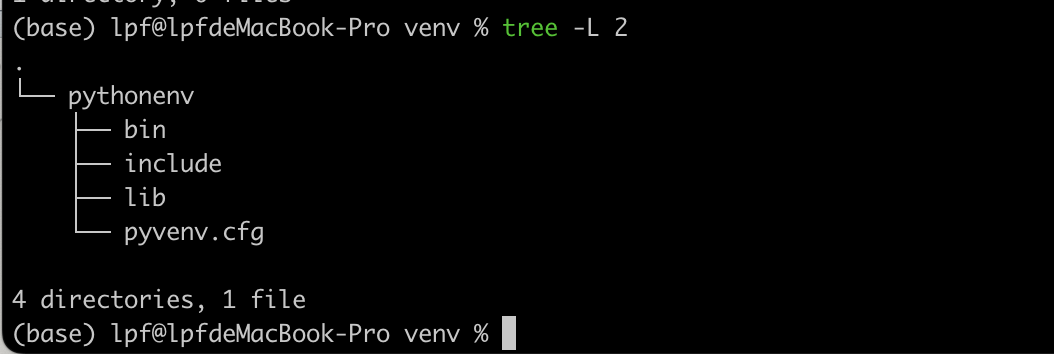 (base) lpf@lpfdeMacBook-Pro venv % tree -L 2
.
└── pythonenv
    ├── bin
    ├── include
    ├── lib
    └── pyvenv.cfg
4 directories, 1 file
(base) lpf@lpfdeMacBook-Pro venv %